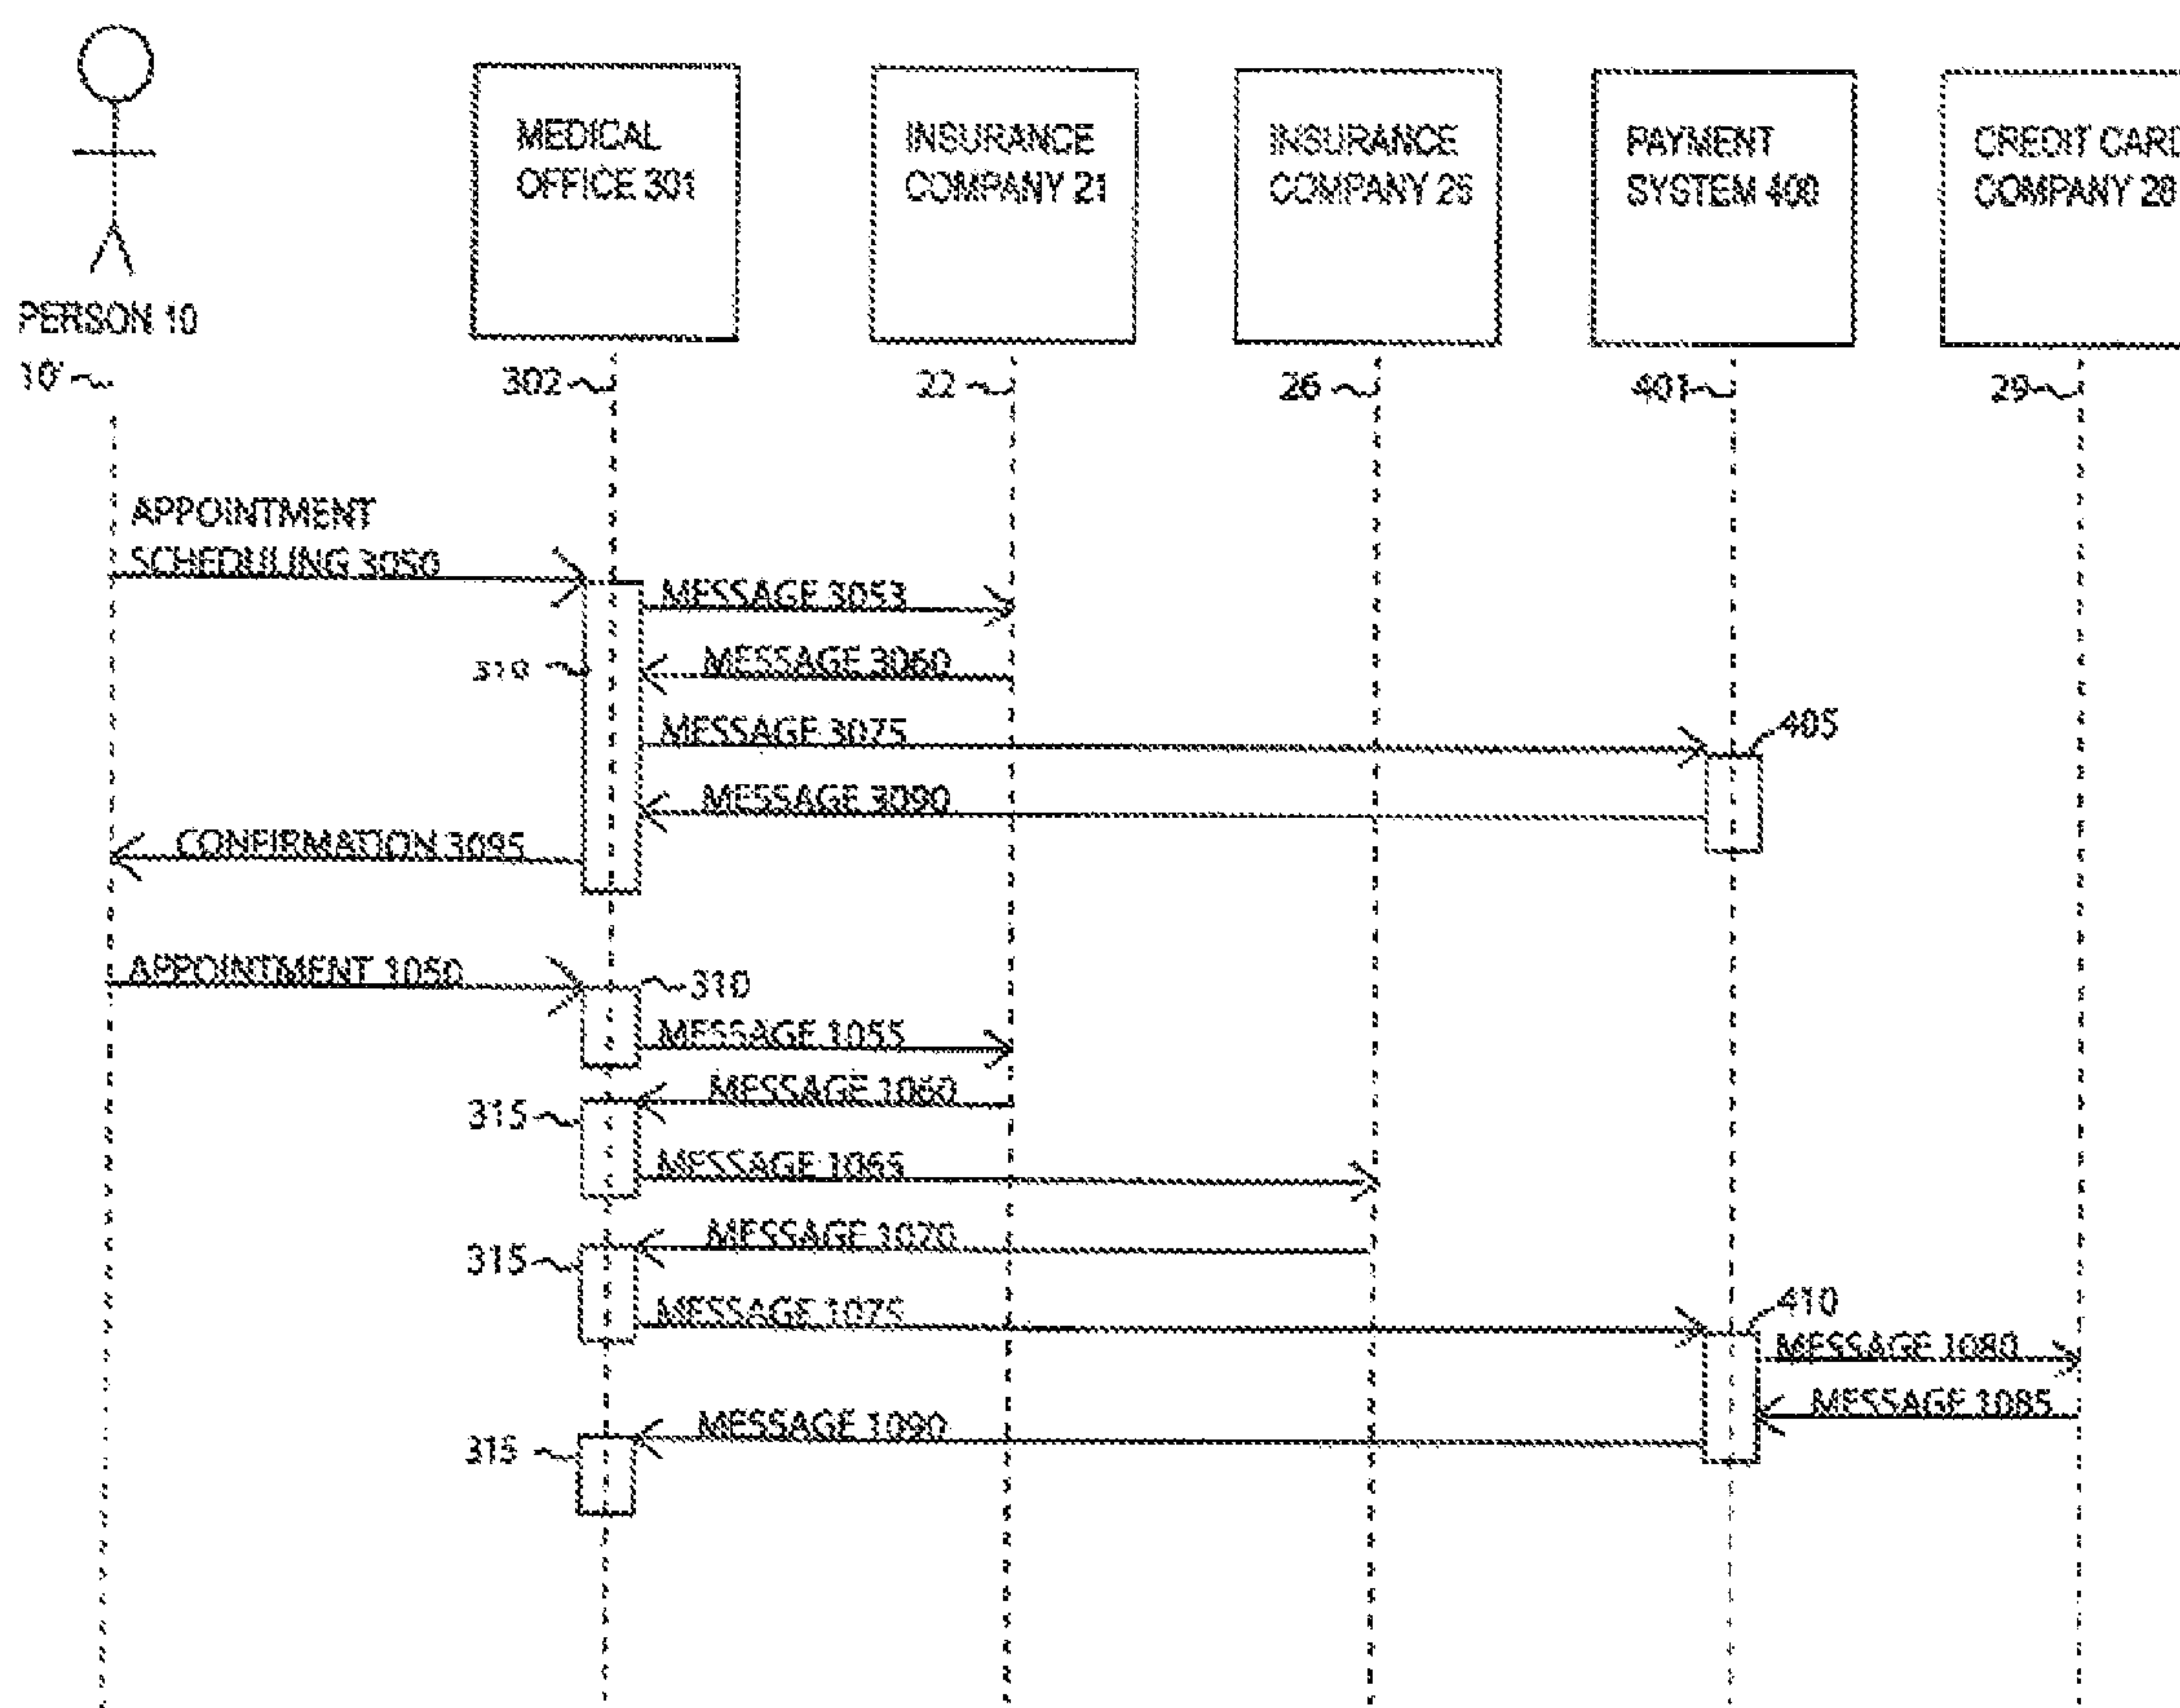 MEDICAL
OFFICE 301
INSURANCE
COMPANY 21
INSURANCE
COMPANY 26
PAYMENT
SYSTEM 400
CREDIT CARD
COMPANY 28
PERSON 10
10'
302
22
26
401
29
APPOINTMENT
SCHEDULING 3050
MESSAGE 3053
310
MESSAGE 3060
MESSAGE 3075
405
MESSAGE 3090
CONFIRMATION 3095
APPOINTMENT 1050
310
MESSAGE 1055
MESSAGE 1060
315
MESSAGE 1065
MESSAGE 1070
315
MESSAGE 1075
410
MESSAGE 1080
MESSAGE 1085
MESSAGE 1090
315